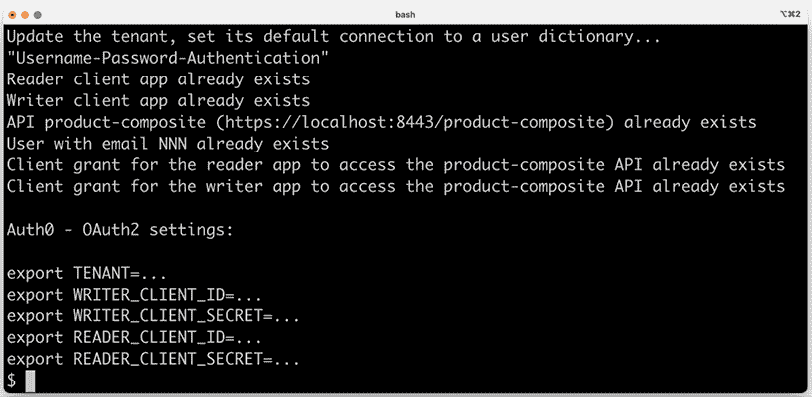 bash
⌥⌘2
Update the tenant, set its default connection to a user dictionary...
"Username-Password-Authentication"
Reader client app already exists
Writer client app already exists
API product-composite (https://localhost:8443/product-composite) already exists
User with email NNN already exists
Client grant for the reader app to access the product-composite API already exists
Client grant for the writer app to access the product-composite API already exists
Auth0 - OAuth2 settings:
export TENANT=...
export WRITER_CLIENT_ID=...
export WRITER_CLIENT_SECRET=...
export READER_CLIENT_ID=...
export READER_CLIENT_SECRET=...
$